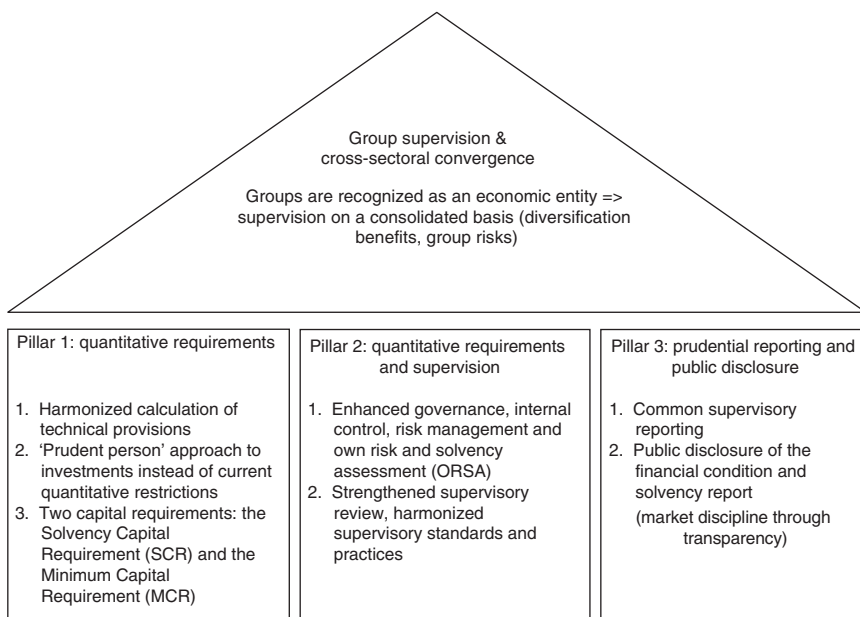 Group supervision &
cross-sectoral convergence
Groups are recognized as an economic entity =>
supervision on a consolidated basis (diversification
benefits, group risks)
Pillar 1: quantitative requirements
1. Harmonized calculation of
technical provisions
2. ‘Prudent person’ approach to
investments instead of current
quantitative restrictions
3. Two capital requirements: the
Solvency Capital
Requirement (SCR) and the
Minimum Capital
Requirement (MCR)
Pillar 2: quantitative requirements
and supervision
1. Enhanced governance, internal
control, risk management and
own risk and solvency
assessment (ORSA)
2. Strengthened supervisory
review, harmonized
supervisory standards and
practices
Pillar 3: prudential reporting and
public disclosure
1. Common supervisory
reporting
2. Public disclosure of the
financial condition and
solvency report
(market discipline through
transparency)